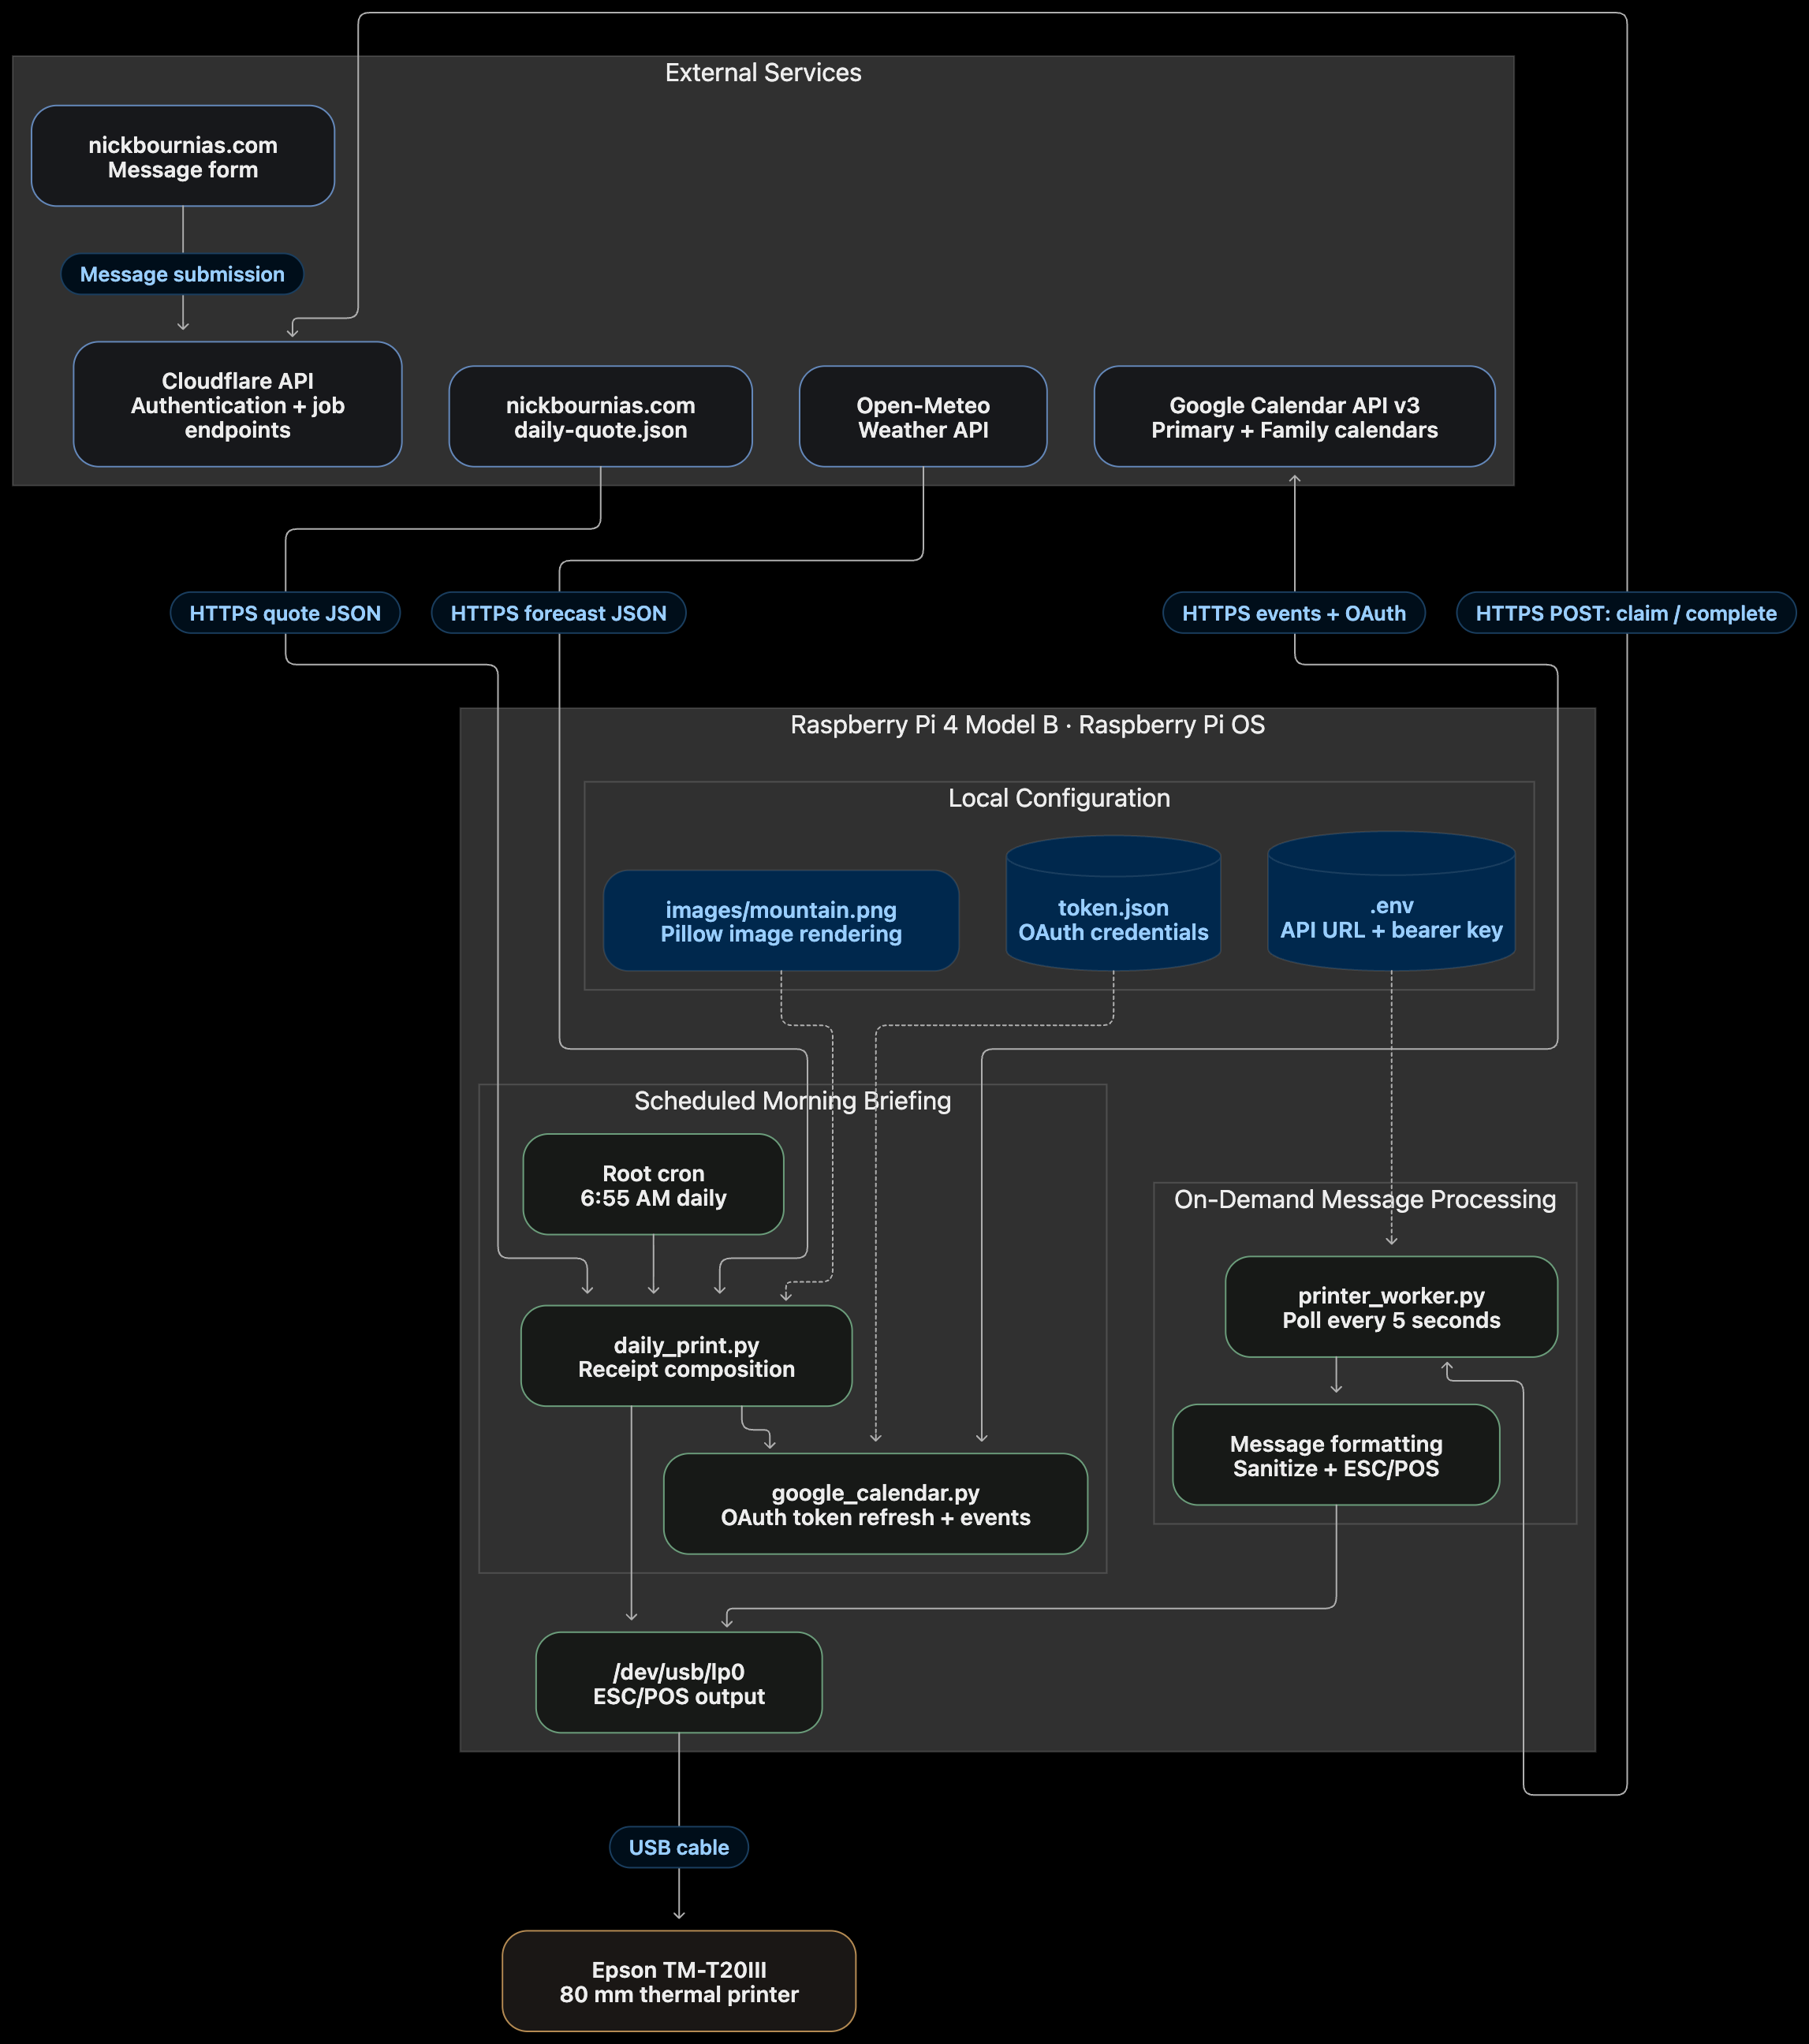 External Services
nickbournias.com
Message form
Message submission
Cloudflare API
Authentication + job
endpoints
nickbournias.com
daily-quote.json
Open-Meteo
Weather API
Google Calendar API v3
Primary + Family calendars
HTTPS quote JSON
HTTPS forecast JSON
HTTPS events + OAuth
HTTPS POST: claim / complete
Raspberry Pi 4 Model B · Raspberry Pi OS
Local Configuration
images/mountain.png
Pillow image rendering
token.json
OAuth credentials
.env
API URL + bearer key
Scheduled Morning Briefing
Root cron
6:55 AM daily
daily_print.py
Receipt composition
google_calendar.py
OAuth token refresh + events
On-Demand Message Processing
printer_worker.py
Poll every 5 seconds
Message formatting
Sanitize + ESC/POS
/dev/usb/lp0
ESC/POS output
USB cable
Epson TM-T20III
80 mm thermal printer